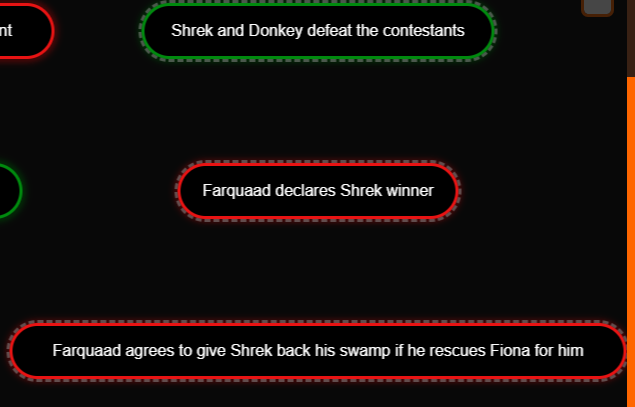 nt
Shrek and Donkey defeat the contestants
Farquaad declares Shrek winner
Farquaad agrees to give Shrek back his swamp if he rescues Fiona for him